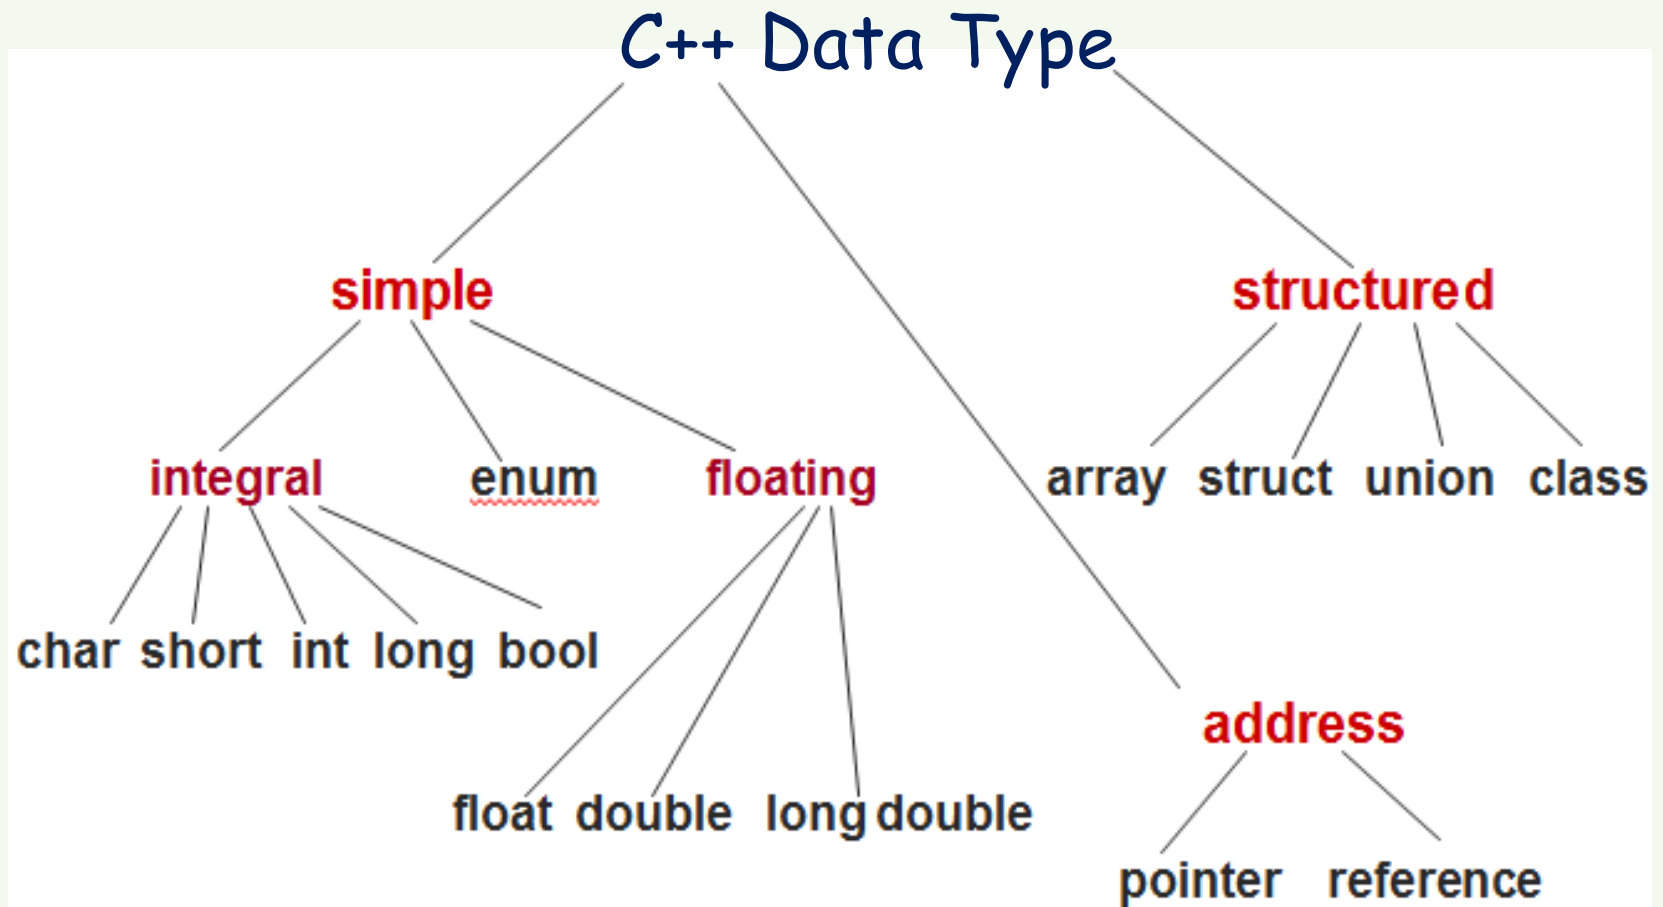 C++ Data Type
simple structured
integral enum floating array struct union class
char short int long bool
address
float double long double
pointer reference